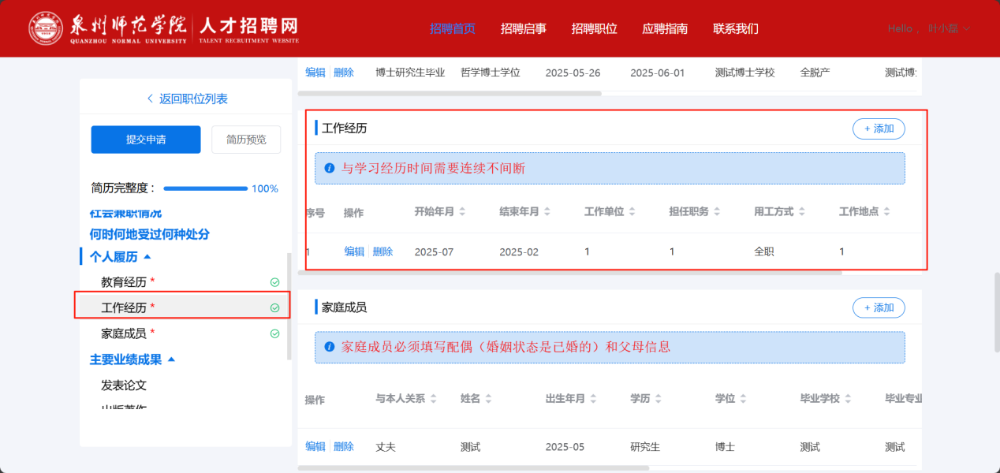 泉州师范学院 人才招聘网
QUANZHOU NORMAL UNIVERSITY TALENT RECRUITMENT WEBSITE
招聘首页 招聘启事 招聘职位 应聘指南 联系我们
Hello， 叶小磊
返回职位列表
提交申请 简历预览
简历完整度： 100%
社会兼职情况
何时何地受过何种处分
个人履历
教育经历 *
工作经历 *
家庭成员 *
主要业绩成果
发表论文
出版著作
编辑 删除 博士研究生毕业 哲学博士学位 2025-05-26 2025-06-01 测试博士学校 全脱产 测试博
工作经历 + 添加
与学习经历时间需要连续不间断
序号 操作 开始年月 结束年月 工作单位 担任职务 用工方式 工作地点
1 编辑 删除 2025-07 2025-02 1 1 全职 1
家庭成员 + 添加
家庭成员必须填写配偶（婚姻状态是已婚的）和父母信息
操作 与本人关系 姓名 出生年月 学历 学位 毕业学校 毕业专业
编辑 删除 丈夫 测试 2025-05 研究生 博士 测试 测试